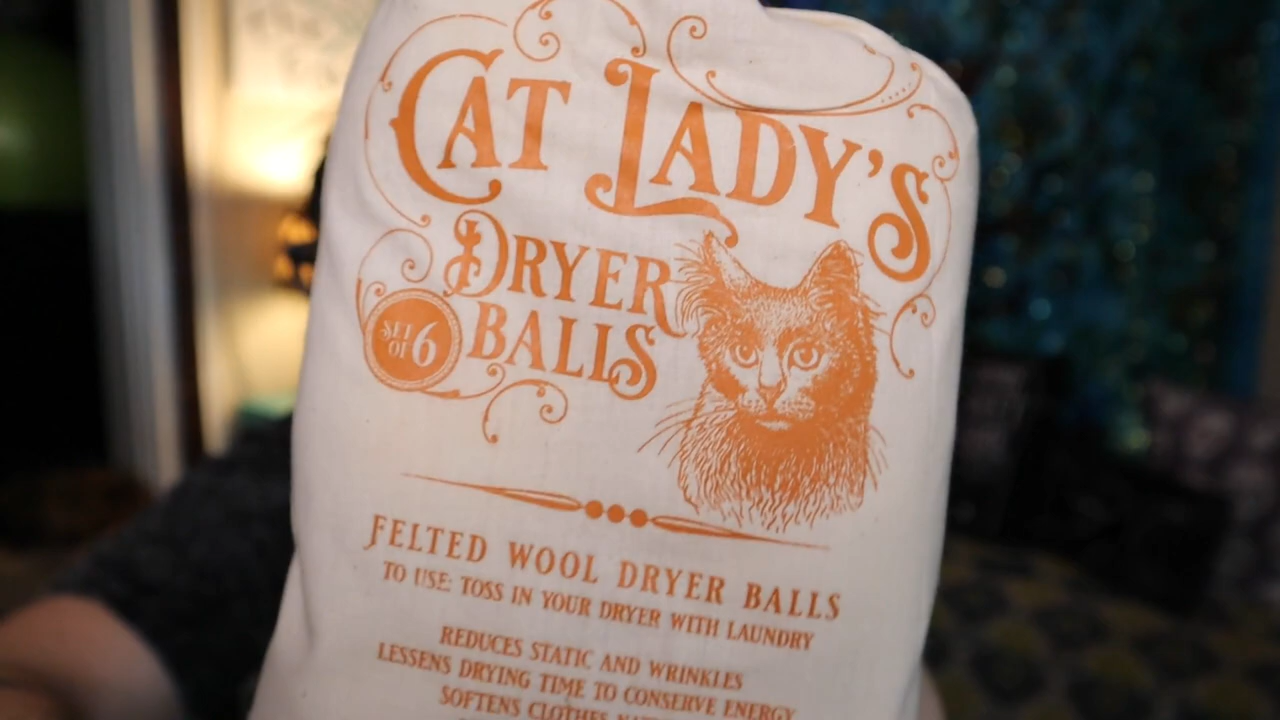 CAT LADY'S
DRYER
BALLS
SET
OF 6
FELTED WOOL DRYER BALLS
TO USE: TOSS IN YOUR DRYER WITH LAUNDRY
REDUCES STATIC AND WRINKLES
LESSENS DRYING TIME TO CONSERVE ENERGY
SOFTENS CLOTHES